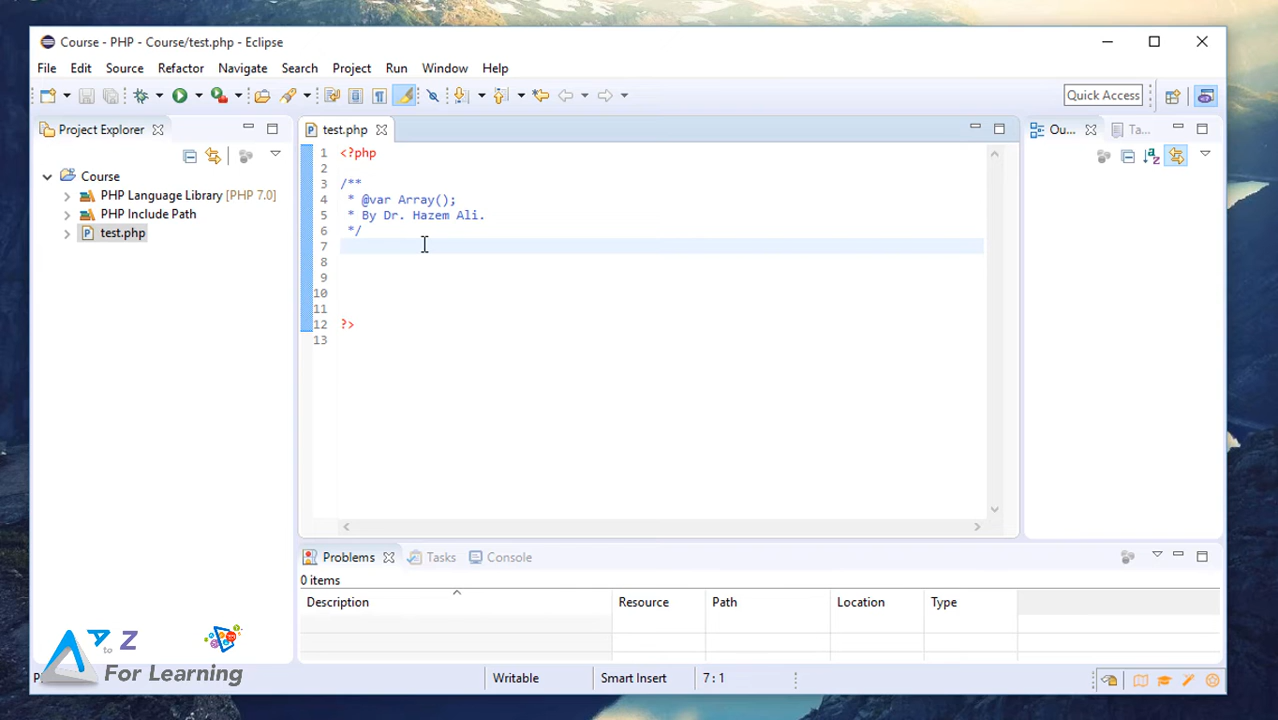 Course - PHP - Course/test.php - Eclipse
File Edit Source Refactor Navigate Search Project Run Window Help
Quick Access
Project Explorer
Course
PHP Language Library [PHP 7.0]
PHP Include Path
test.php
test.php
1 <?php
2
3 /**
4 * @var Array();
5 * By Dr. Hazem Ali.
6 */
7
8
9
10
11
12 ?>
13
Ou... Ta...
Problems Tasks Console
0 items
Description Resource Path Location Type
Writable Smart Insert 7 : 1
A to Z
For Learning